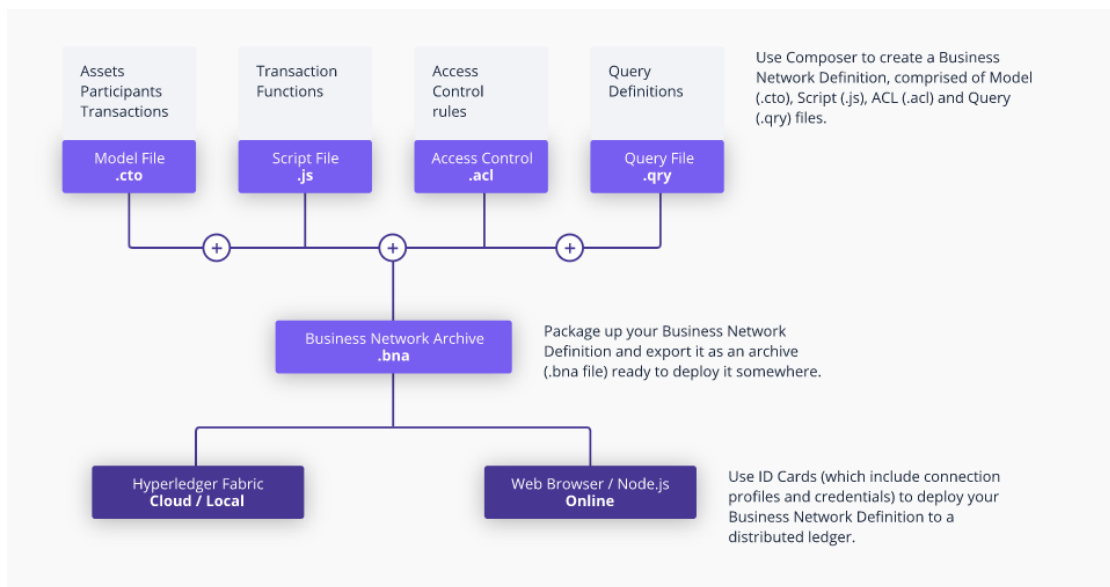 Assets
Participants
Transactions
Transaction
Functions
Access
Control
rules
Query
Definitions
Use Composer to create a Business
Network Definition, comprised of Model
(.cto), Script (.js), ACL (.acl) and Query
(.qry) files.
Model File
.cto
Script File
.js
Access Control
.acl
Query File
.qry
+
+
+
Business Network Archive
.bna
Package up your Business Network
Definition and export it as an archive
(.bna file) ready to deploy it somewhere.
Hyperledger Fabric
Cloud / Local
Web Browser / Node.js
Online
Use ID Cards (which include connection
profiles and credentials) to deploy your
Business Network Definition to a
distributed ledger.